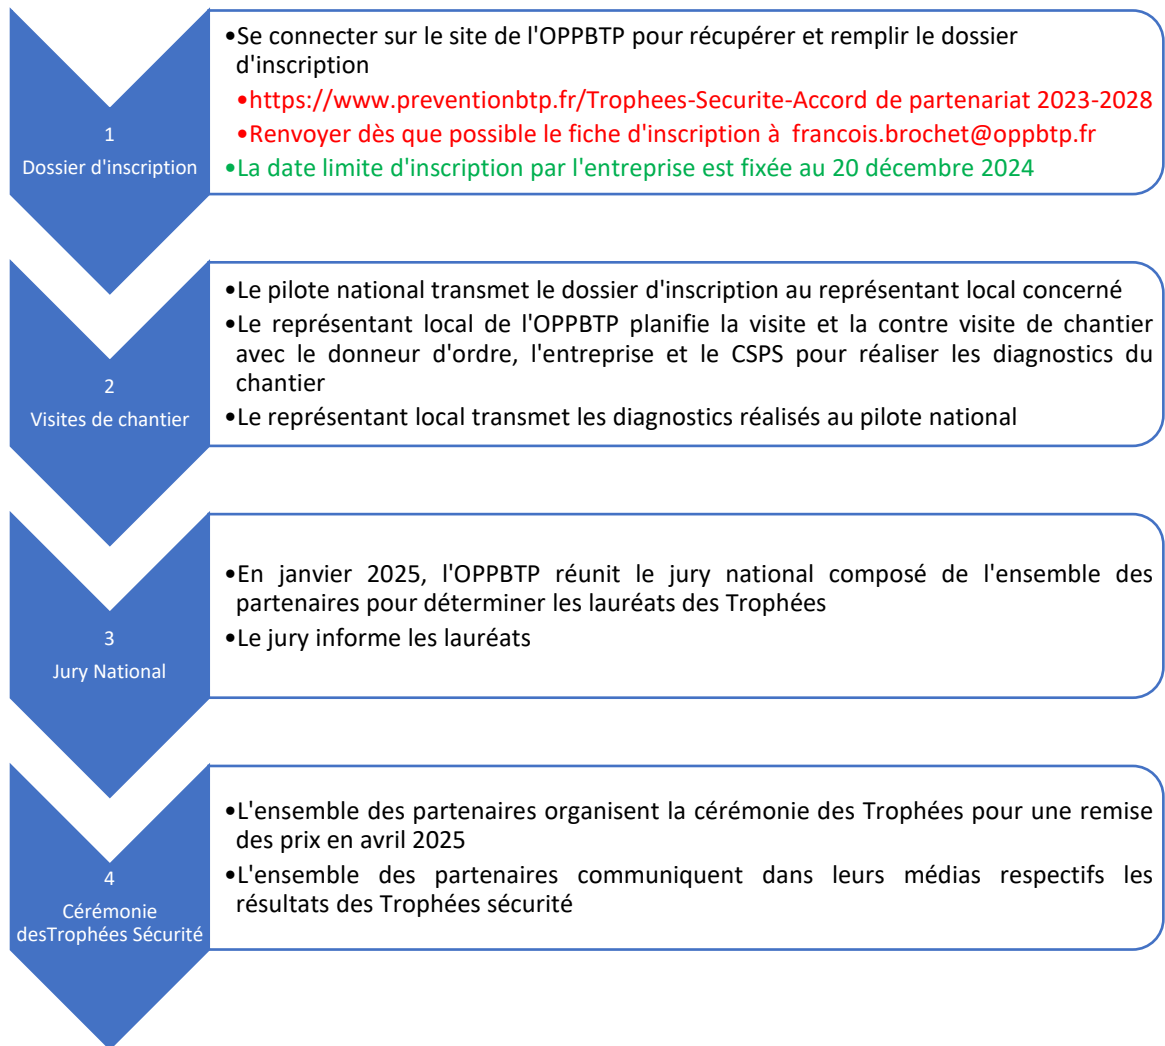 1
Dossier d'inscription
•Se connecter sur le site de l'OPPBTP pour récupérer et remplir le dossier
d'inscription
•https://www.preventionbtp.fr/Trophees-Securite-Accord de partenariat 2023-2028
•Renvoyer dès que possible le fiche d'inscription à francois.brochet@oppbtp.fr
•La date limite d'inscription par l'entreprise est fixée au 20 décembre 2024
2
Visites de chantier
•Le pilote national transmet le dossier d'inscription au représentant local concerné
•Le représentant local de l'OPPBTP planifie la visite et la contre visite de chantier
avec le donneur d'ordre, l'entreprise et le CSPS pour réaliser les diagnostics du
chantier
•Le représentant local transmet les diagnostics réalisés au pilote national
3
Jury National
•En janvier 2025, l'OPPBTP réunit le jury national composé de l'ensemble des
partenaires pour déterminer les lauréats des Trophées
•Le jury informe les lauréats
4
Cérémonie
desTrophées Sécurité
•L'ensemble des partenaires organisent la cérémonie des Trophées pour une remise
des prix en avril 2025
•L'ensemble des partenaires communiquent dans leurs médias respectifs les
résultats des Trophées sécurité